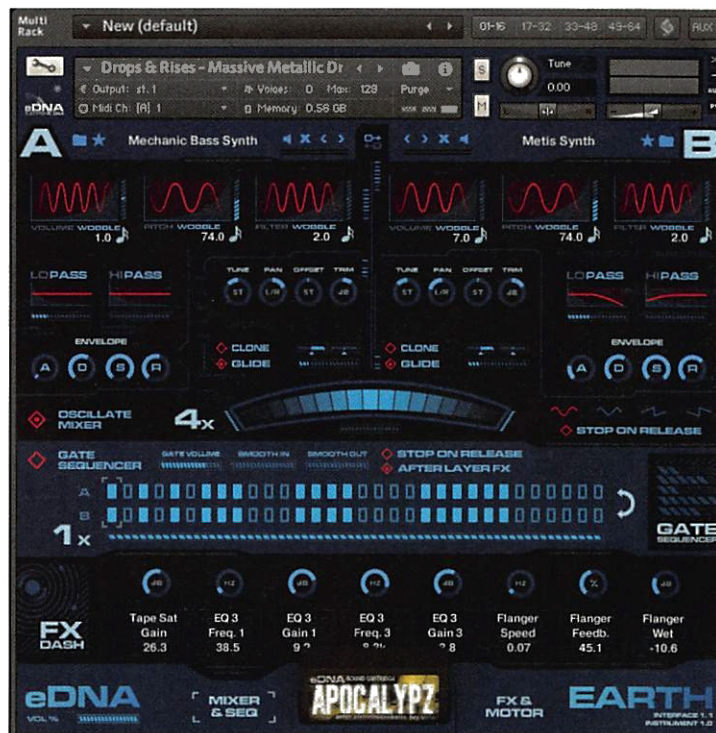 Multi Rack
New (default)
01-16 17-32 33-48 49-64 AUX
Drops & Rises - Massive Metallic Dr
Output: st. 1 Voices: 0 Max: 128 Purge
Midi Ch: [A] 1 Memory: 0.56 GB
eDNA
S
M
Tune
0.00
L R
A Mechanic Bass Synth
Metis Synth B
VOLUME WOBBLE PITCH WOBBLE FILTER WOBBLE
1.0 74.0 2.0
VOLUME WOBBLE PITCH WOBBLE FILTER WOBBLE
7.0 74.0 2.0
LOPASS HIPASS
TUNE PAN OFFSET TRIM
ST L/R ST dB
TUNE PAN OFFSET TRIM
ST L/R ST dB
LOPASS HIPASS
ENVELOPE
A D S R
CLONE
GLIDE
CLONE
GLIDE
ENVELOPE
A D S R
OSCILLATE MIXER
4x
STOP ON RELEASE
GATE SEQUENCER
GATE VOLUME SMOOTH IN SMOOTH OUT
STOP ON RELEASE
AFTER LAYER FX
A
B
1x
GATE
SEQUENCER
FX
DASH
dB HZ dB HZ dB HZ % dB
Tape Sat EQ 3 EQ 3 EQ 3 EQ 3 Flanger Flanger Flanger
Gain Freq. 1 Gain 1 Freq. 3 Gain 3 Speed Feedb. Wet
26.3 38.5 0.07 45.1 -10.6
eDNA
VOL %
MIXER
& SEQ
eDNA SOUND CARTRIDGE
APOCALYPZ
FX &
MOTOR
EARTH
INTERFACE 1.1
INSTRUMENT 1.0